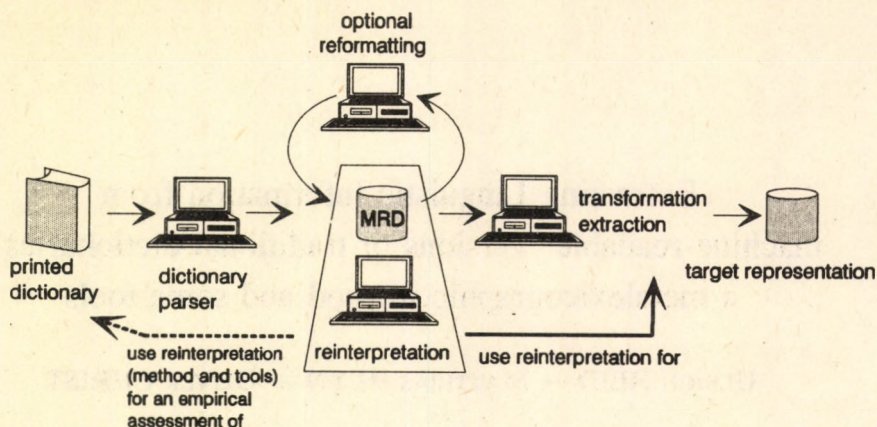 optional
reformatting
MRD
transformation
extraction
printed
dictionary
dictionary
parser
target representation
reinterpretation
use reinterpretation for
use reinterpretation
(method and tools)
for an empirical
assessment of